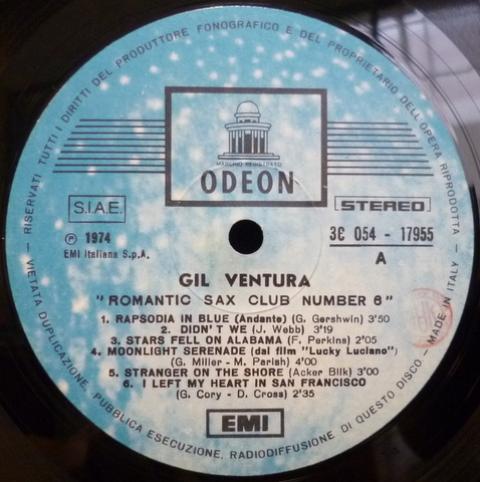 RISERVATI TUTTI I DIRITTI DEL PRODUTTORE FONOGRAFICO E DEL PROPRIETARIO DELL'OPERA RIPRODOTTA —
MARCHIO REGISTRATO
ODEON
S.I.A.E.
STEREO
Ⓟ 1974
EMI Italiana S.p.A.
3C 054 - 17955
A
GIL VENTURA
"ROMANTIC SAX CLUB NUMBER 6"
1. RAPSODIA IN BLUE (Andante) (G. Gershwin) 3'50
2. DIDN'T WE (J. Webb) 3'19
3. STARS FELL ON ALABAMA (F. Perkins) 2'05
4. MOONLIGHT SERENADE (dal film "Lucky Luciano")
(G. Miller - M. Parish) 4'00
5. STRANGER ON THE SHORE (Acker Bilk) 3'00
6. I LEFT MY HEART IN SAN FRANCISCO
(G. Cory - D. Cross) 2'35
EMI
— VIETATA DUPLICAZIONE, PUBBLICA ESECUZIONE, RADIODIFFUSIONE DI QUESTO DISCO — MADE IN ITALY —